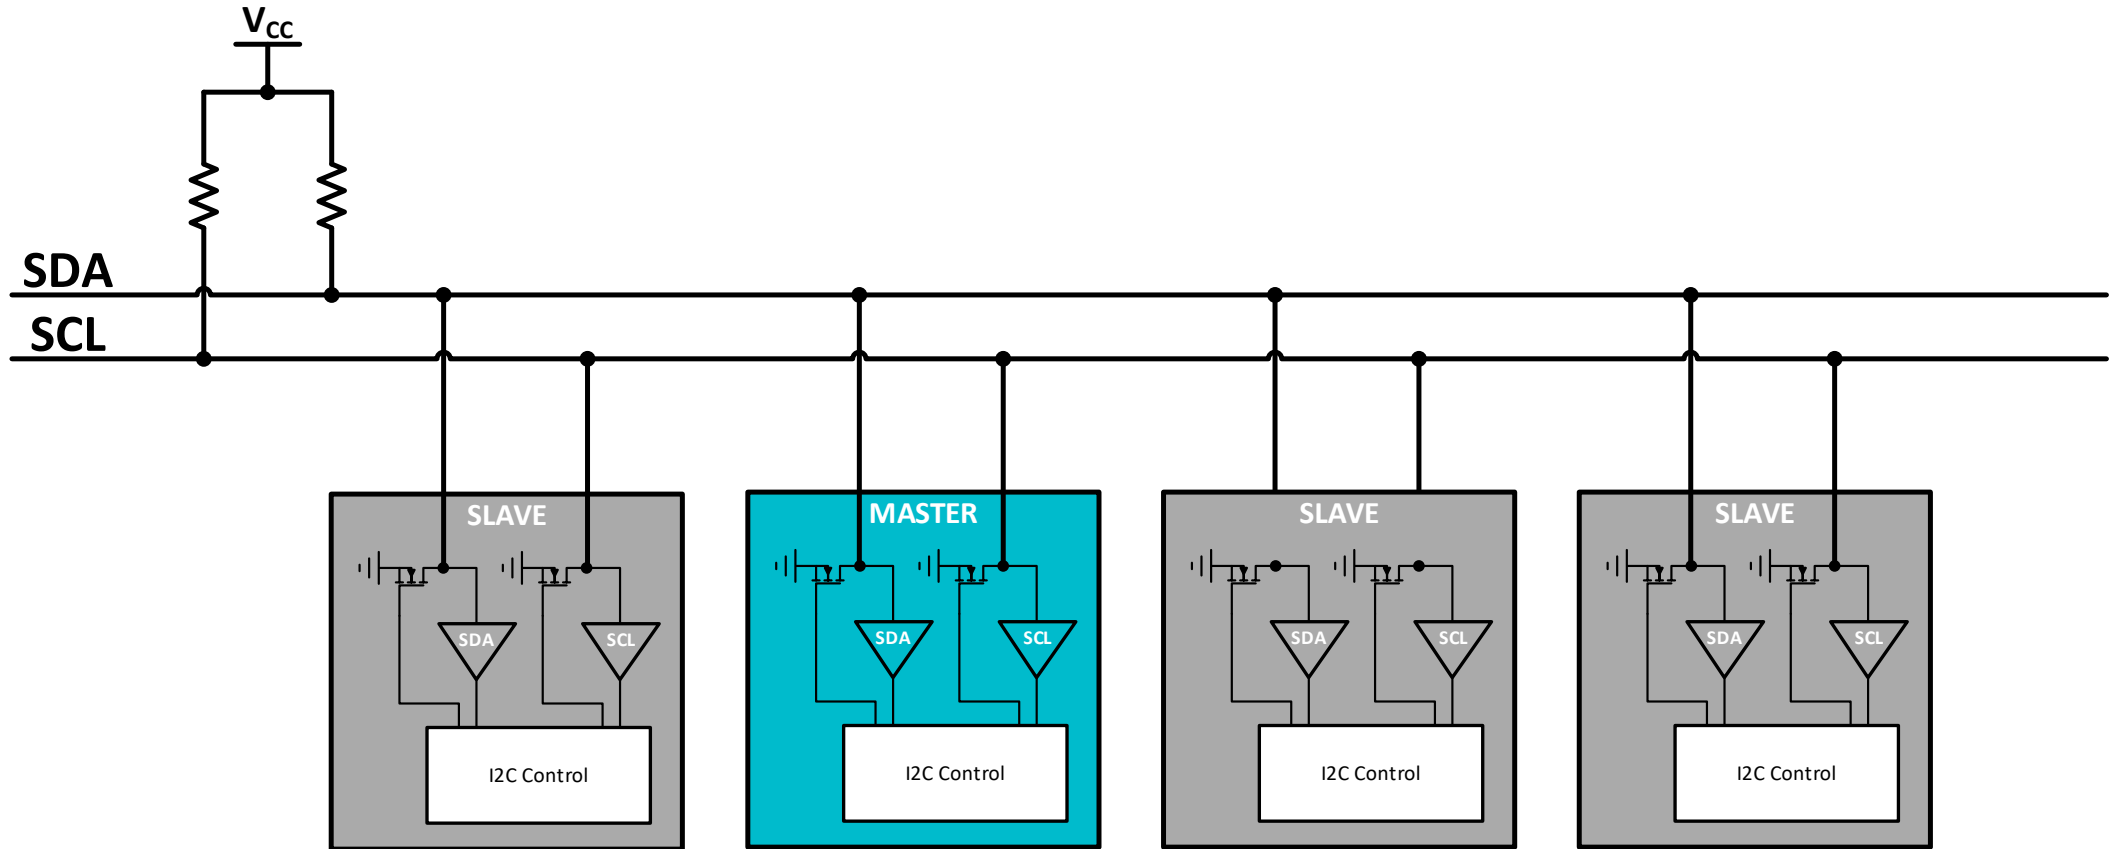 VCC
SDA
SCL
SLAVE
MASTER
SLAVE
SLAVE
SDA
SCL
SDA
SCL
SDA
SCL
SDA
SCL
I2C Control
I2C Control
I2C Control
I2C Control